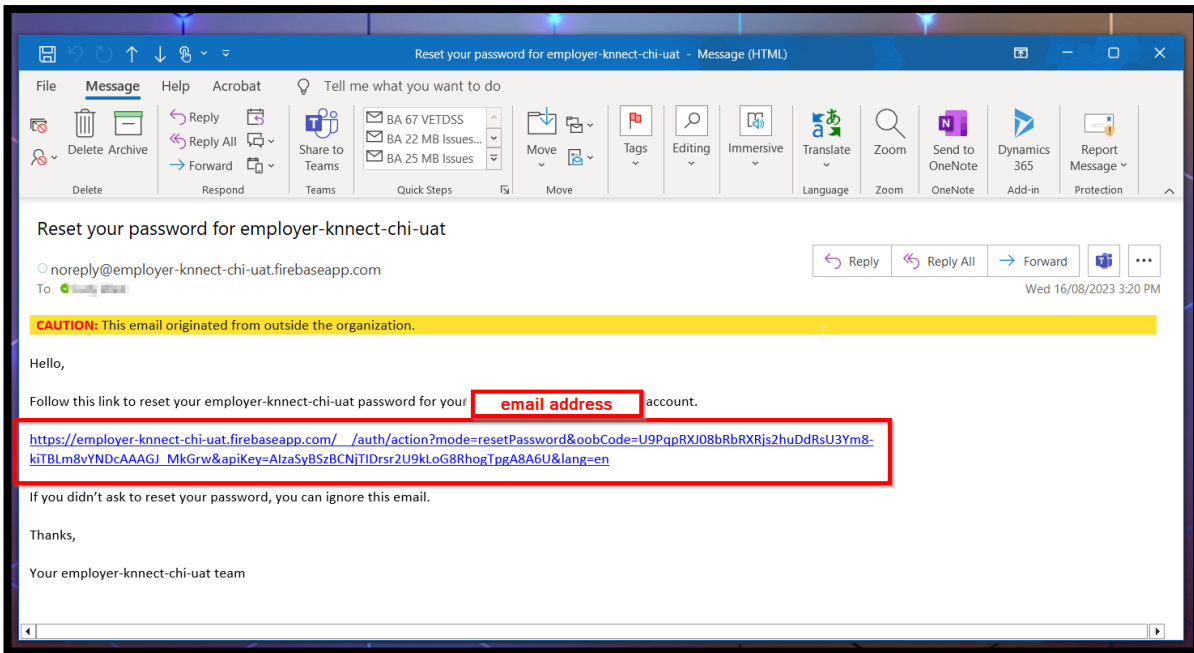 Reset your password for employer-knnect-chi-uat - Message (HTML)
File Message Help Acrobat Tell me what you want to do
Delete Archive
Reply
Reply All
Forward
Share to Teams
BA 67 VETDSS
BA 22 MB Issues...
BA 25 MB Issues
Move
Tags
Editing
Immersive
Translate
Zoom
Send to OneNote
Dynamics 365
Report Message
Delete Respond Teams Quick Steps Move Language Zoom OneNote Add-in Protection
Reset your password for employer-knnect-chi-uat
noreply@employer-knnect-chi-uat.firebaseapp.com
To
Reply Reply All Forward
Wed 16/08/2023 3:20 PM
CAUTION: This email originated from outside the organization.
Hello,
Follow this link to reset your employer-knnect-chi-uat password for your email address account.
https://employer-knnect-chi-uat.firebaseapp.com/__/auth/action?mode=resetPassword&oobCode=U9PqpRXJ08bRbRXRjs2huDdRsU3Ym8-
kiTBLm8vYNDcAAAGJ_MkGrw&apiKey=AIzaSyBSzBCNjTIDrsr2U9kLoG8RhogTpgA8A6U&lang=en
If you didn't ask to reset your password, you can ignore this email.
Thanks,
Your employer-knnect-chi-uat team